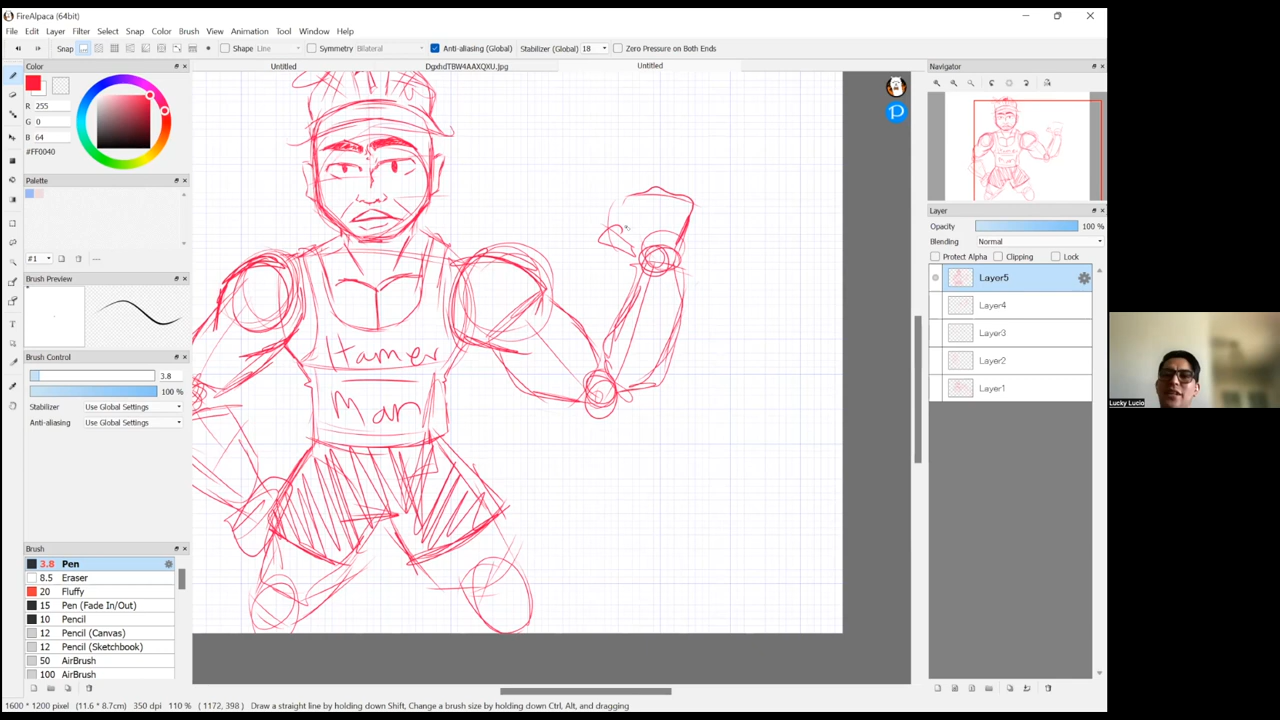 FireAlpaca (64bit)
File Edit Layer Filter Select Snap Color Brush View Animation Tool Window Help
Snap Shape Line Symmetry Bilateral Anti-aliasing (Global) Stabilizer (Global) 18 Zero Pressure on Both Ends
Color
R 255
G 0
B 64
#FF0040
Palette
#1 ---
Brush Preview
Brush Control
3.8
100 %
Stabilizer Use Global Settings
Anti-aliasing Use Global Settings
Brush
3.8 Pen
8.5 Eraser
20 Fluffy
15 Pen (Fade In/Out)
10 Pencil
12 Pencil (Canvas)
12 Pencil (Sketchbook)
50 AirBrush
100 AirBrush
Untitled DgxhdTBW4AAXQXU.jpg Untitled
Hamer
Man
P
Navigator
Layer
Opacity 100 %
Blending Normal
Protect Alpha Clipping Lock
Layer5
Layer4
Layer3
Layer2
Layer1
Lucky Lucio
1600 * 1200 pixel (11.6 * 8.7cm) 350 dpi 110 % ( 1172, 398 ) Draw a straight line by holding down Shift, Change a brush size by holding down Ctrl, Alt, and dragging